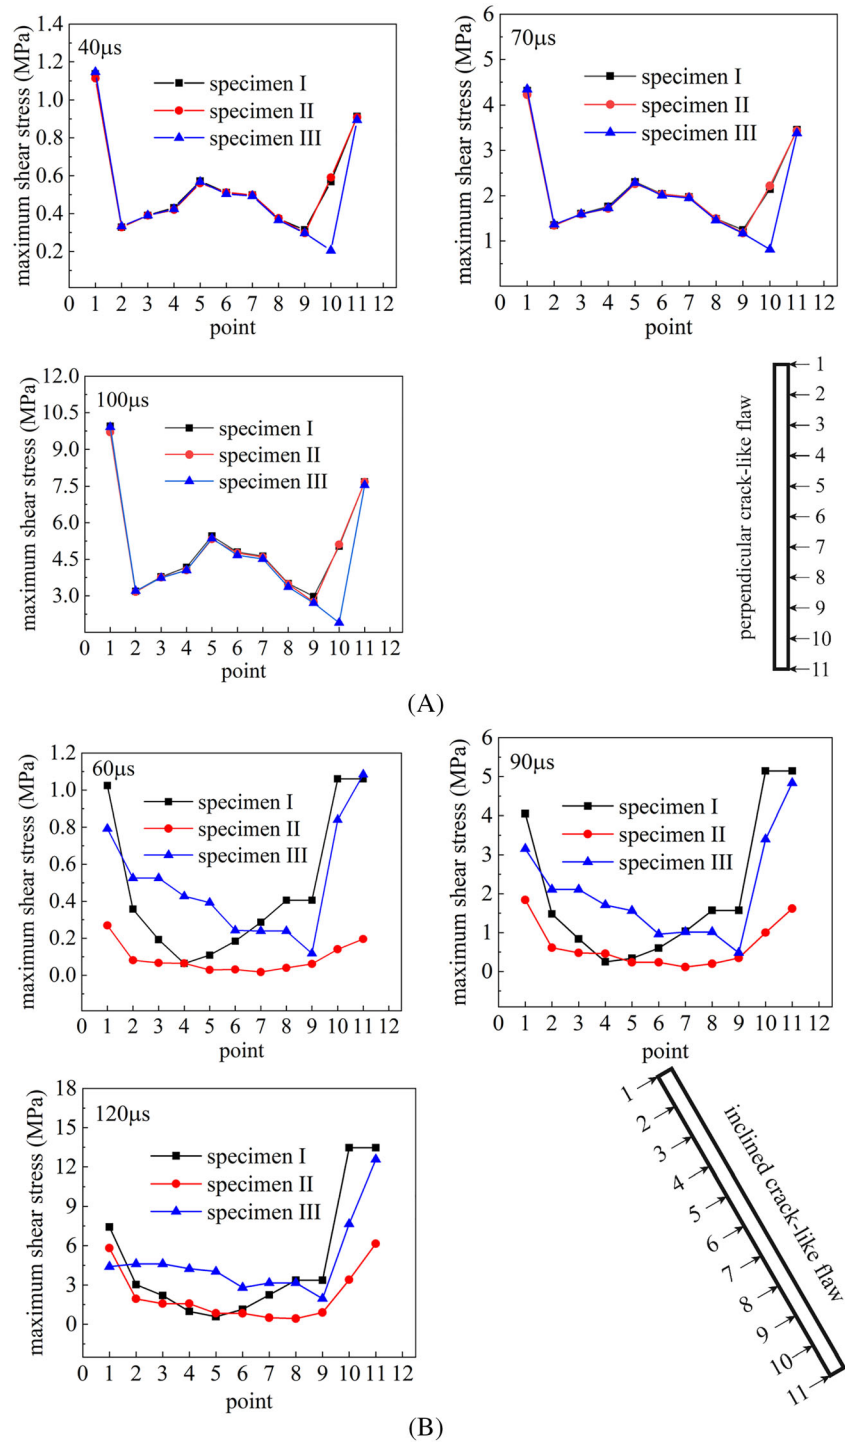 1.4
1.2
1.0
0.8
0.6
0.4
0.2
maximum shear stress (MPa)
40μs
specimen I
specimen II
specimen III
0 1 2 3 4 5 6 7 8 9 10 11 12
point
6
5
4
3
2
1
maximum shear stress (MPa)
70μs
specimen I
specimen II
specimen III
0 1 2 3 4 5 6 7 8 9 10 11 12
point
12.0
10.5
9.0
7.5
6.0
4.5
3.0
maximum shear stress (MPa)
100μs
specimen I
specimen II
specimen III
0 1 2 3 4 5 6 7 8 9 10 11 12
point
perpendicular crack-like flaw
1
2
3
4
5
6
7
8
9
10
11
(A)
1.2
1.0
0.8
0.6
0.4
0.2
0.0
maximum shear stress (MPa)
60μs
specimen I
specimen II
specimen III
0 1 2 3 4 5 6 7 8 9 10 11 12
point
6
5
4
3
2
1
0
maximum shear stress (MPa)
90μs
specimen I
specimen II
specimen III
0 1 2 3 4 5 6 7 8 9 10 11 12
point
18
15
12
9
6
3
0
maximum shear stress (MPa)
120μs
specimen I
specimen II
specimen III
0 1 2 3 4 5 6 7 8 9 10 11 12
point
inclined crack-like flaw
1
2
3
4
5
6
7
8
9
10
11
(B)